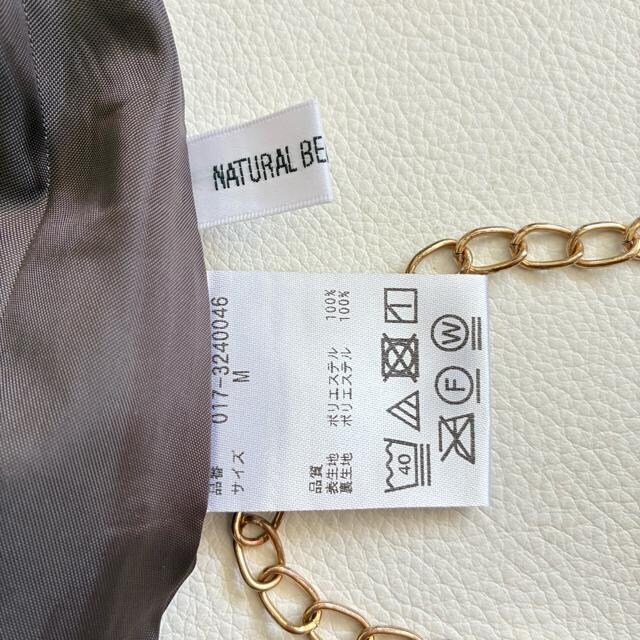 NATURAL BE
品番 017-3240046
サイズ M
品質
表生地 ポリエステル 100%
裏生地 ポリエステル 100%
40
F W